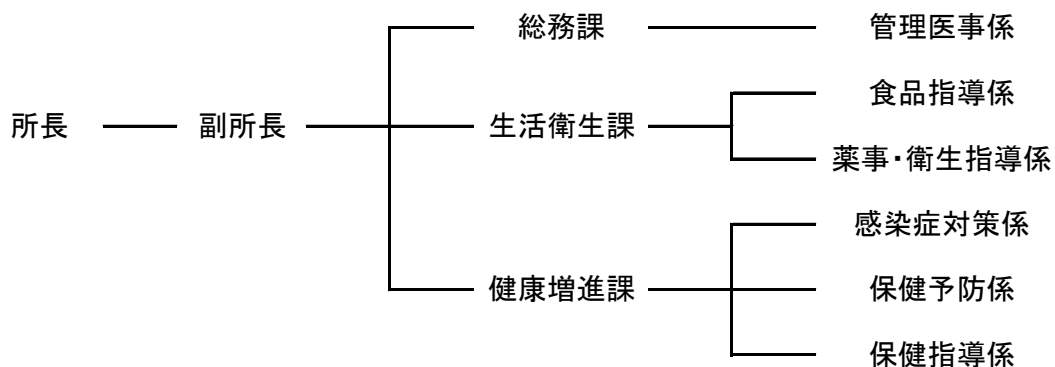 総務課
管理医事係
食品指導係
所長
副所長
生活衛生課
薬事・衛生指導係
感染症対策係
健康増進課
保健予防係
保健指導係